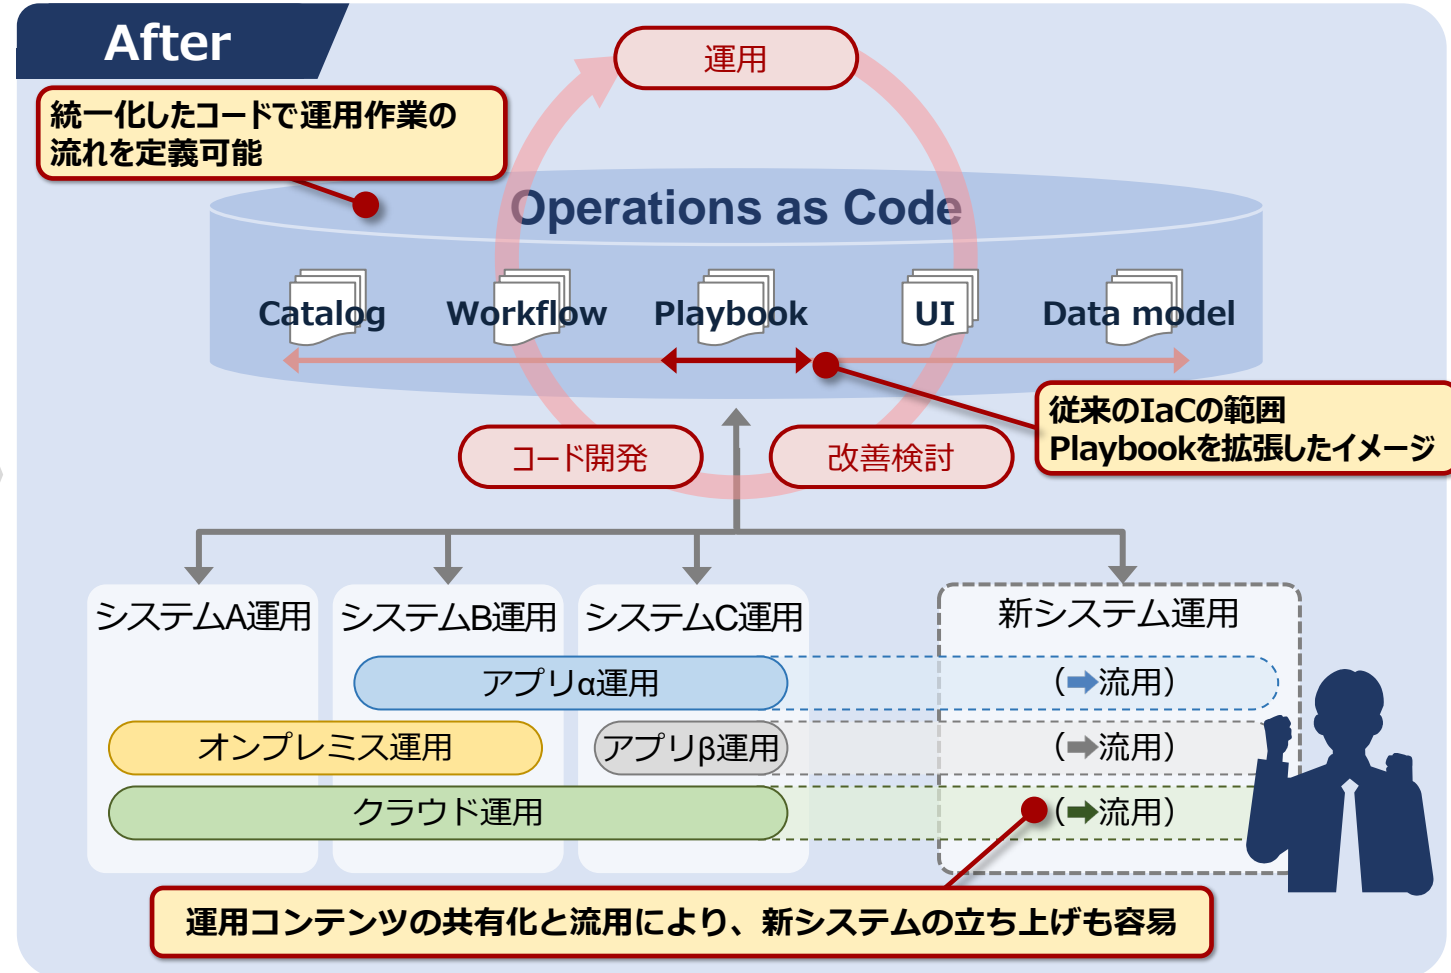 After
運用
統一化したコードで運用作業の
流れを定義可能
Operations as Code
Catalog
Workflow
Playbook
UI
Data model
従来のIaCの範囲
Playbookを拡張したイメージ
コード開発
改善検討
システムA運用
システムB運用
システムC運用
新システム運用
アプリα運用
(➡流用)
オンプレミス運用
アプリβ運用
(➡流用)
クラウド運用
(➡流用)
運用コンテンツの共有化と流用により、新システムの立ち上げも容易